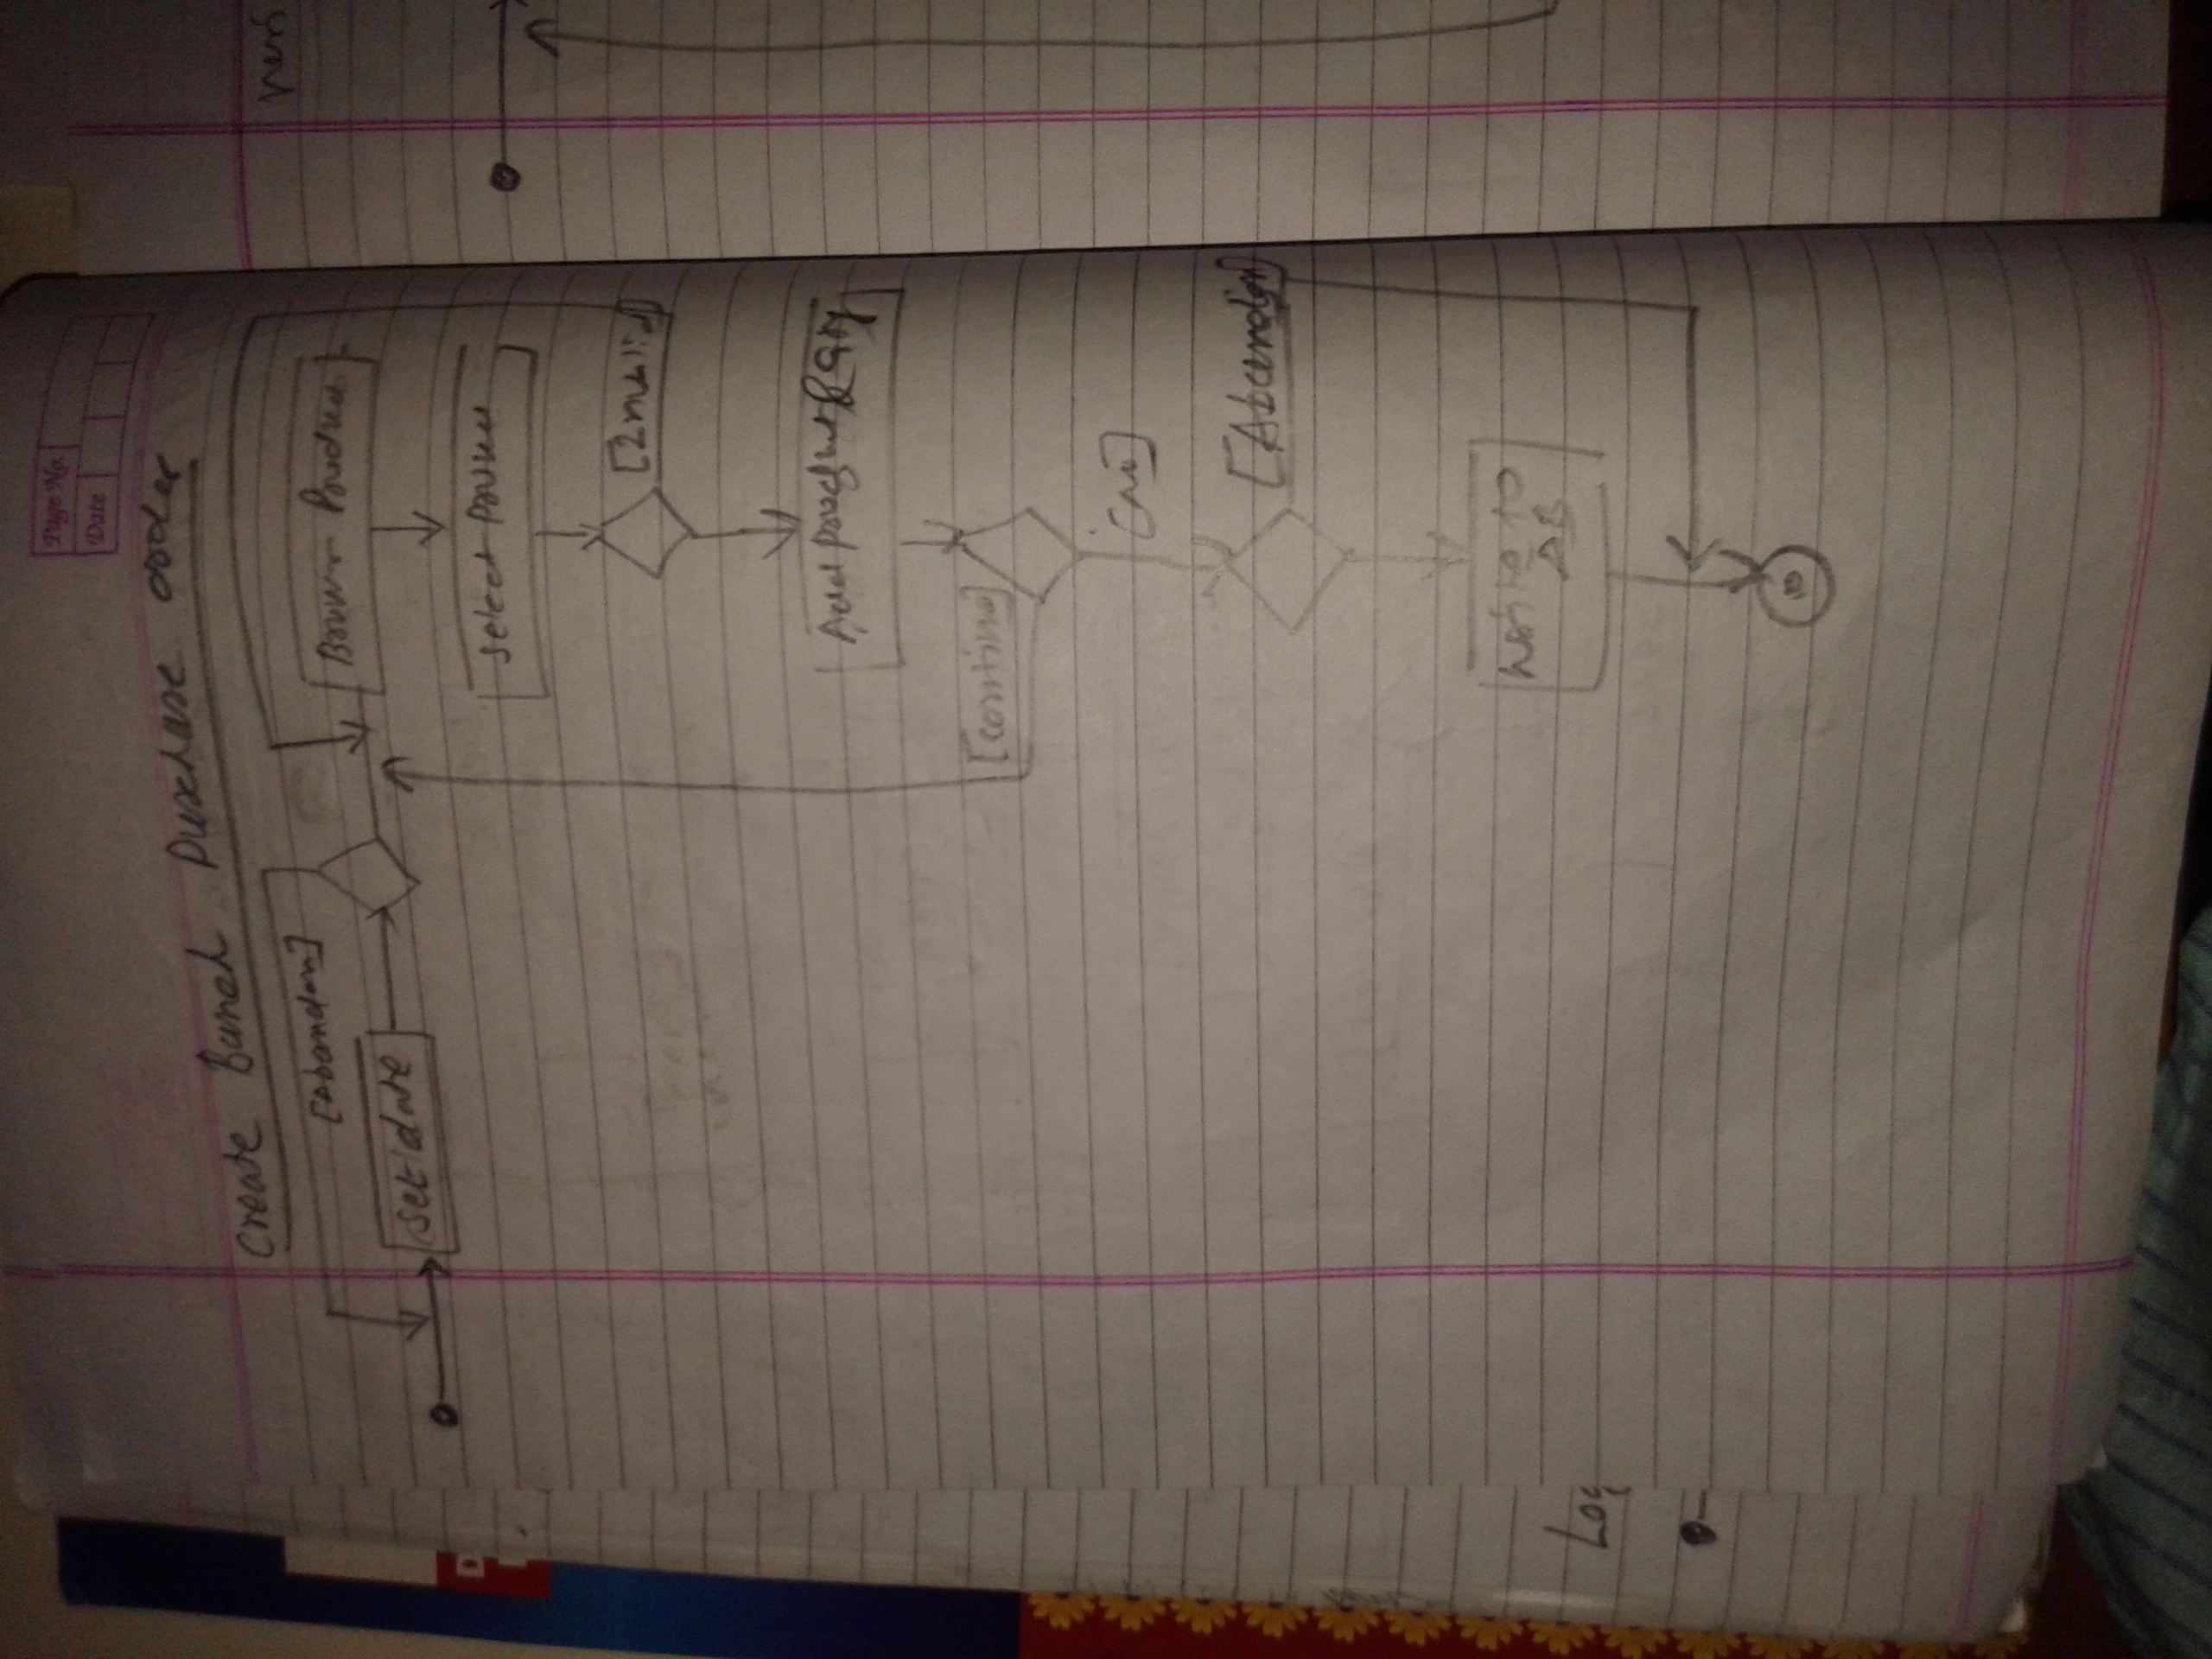 Page No.
Date
Create Bunch Purchase order
[Abandon]
Set date
Browse Product
Select Product
[Invalid]
Add product & Qty
[continue]
[no]
[Abandon]
write to
DB
Log